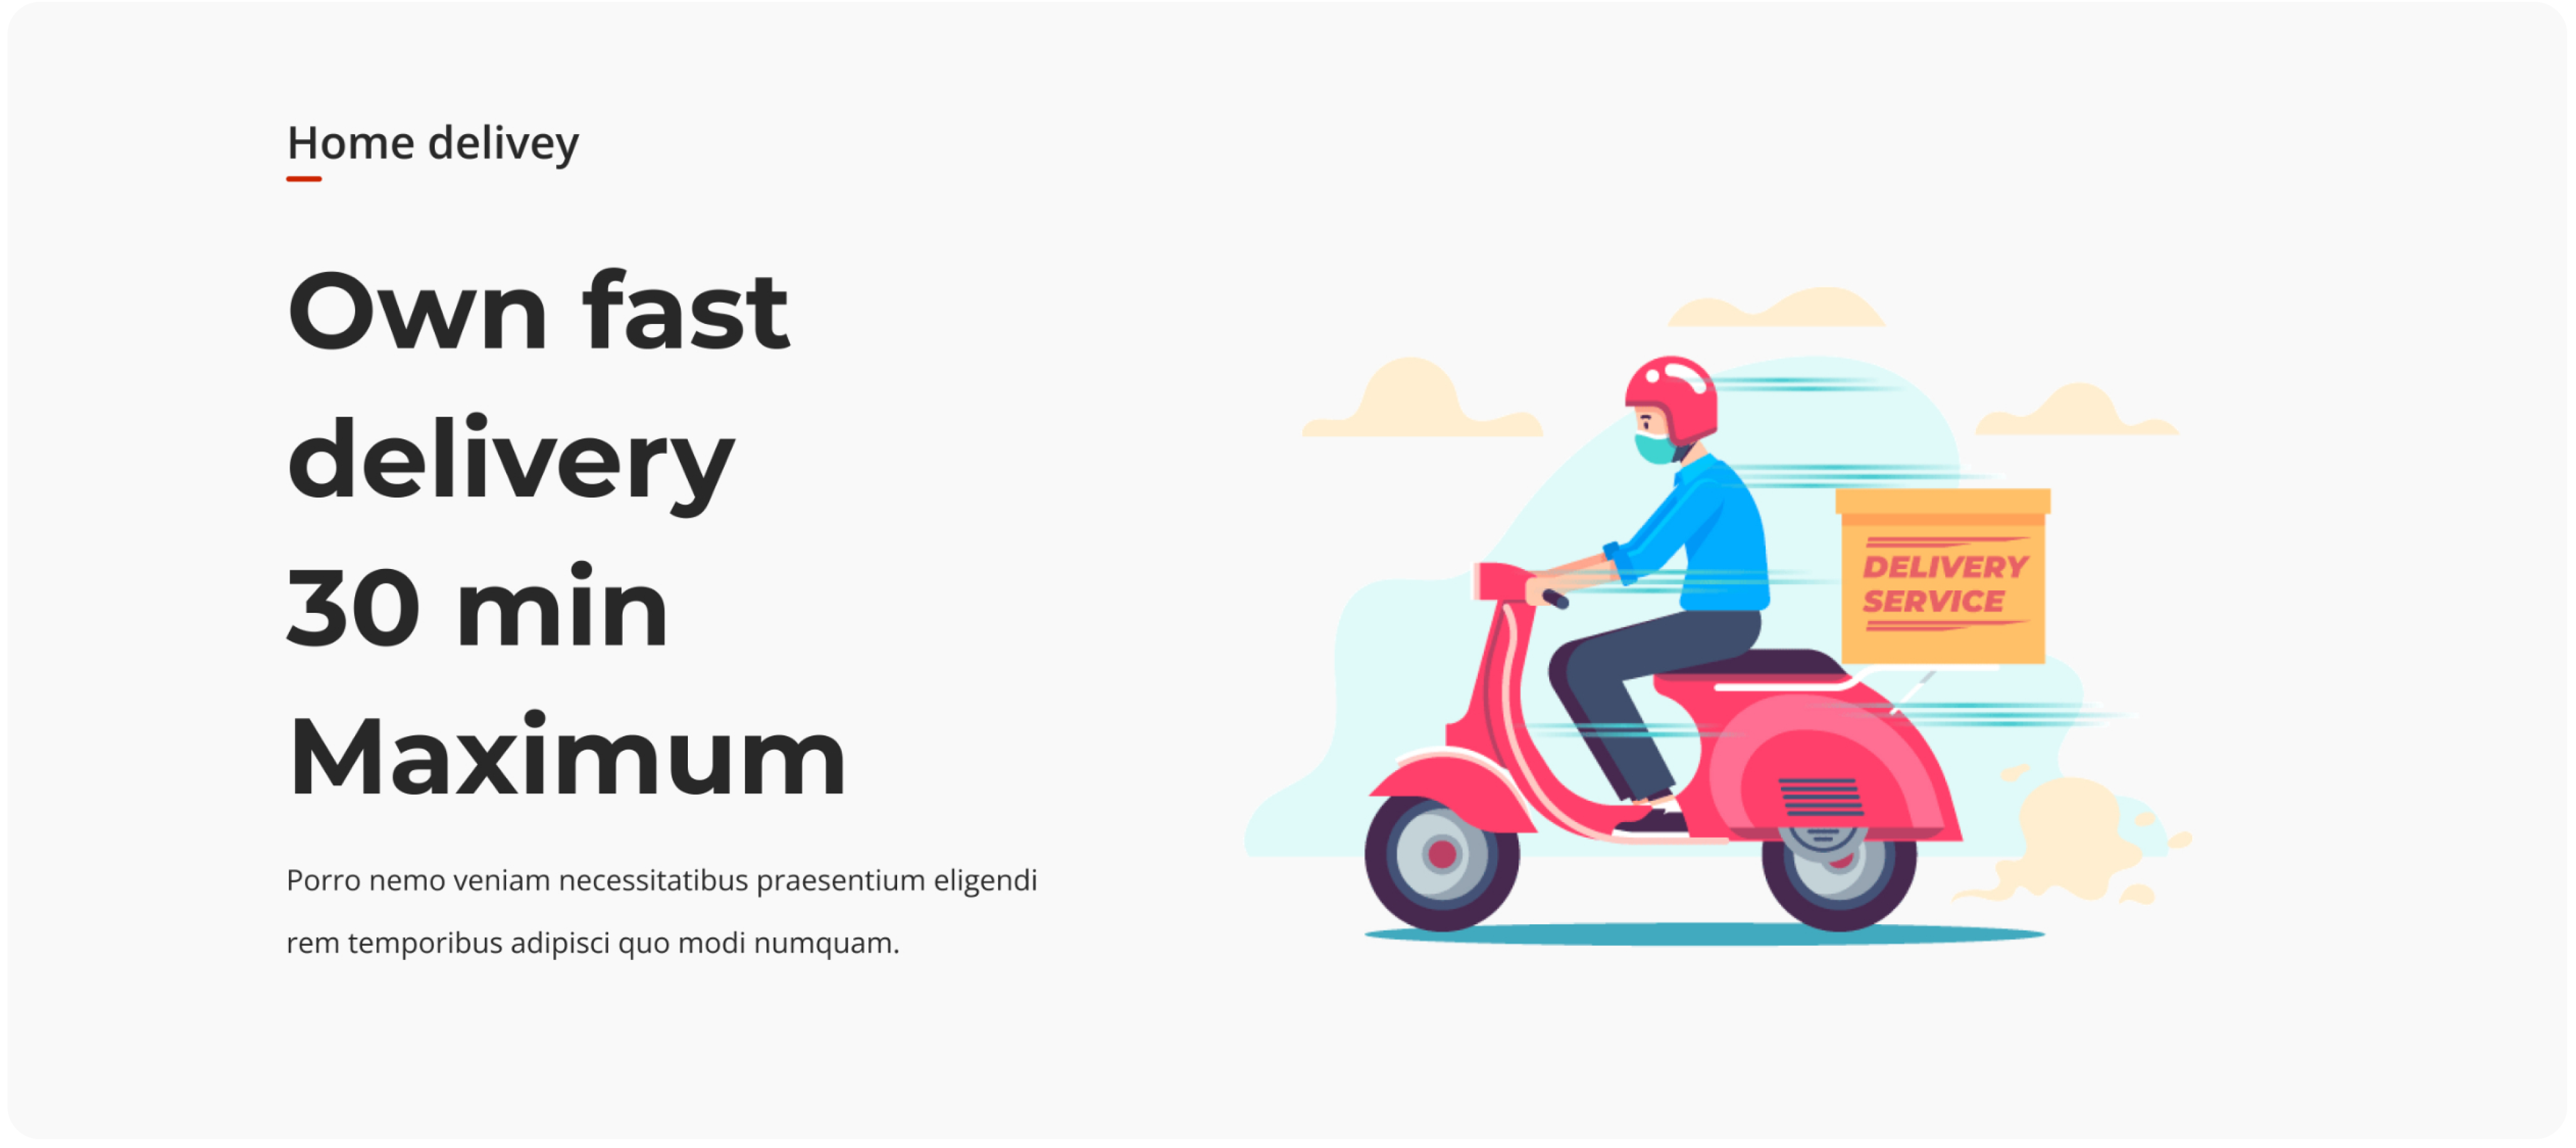 Home delivey
Own fast
delivery
30 min
Maximum
Porro nemo veniam necessitatibus praesentium eligendi
rem temporibus adipisci quo modi numquam.
DELIVERY
SERVICE